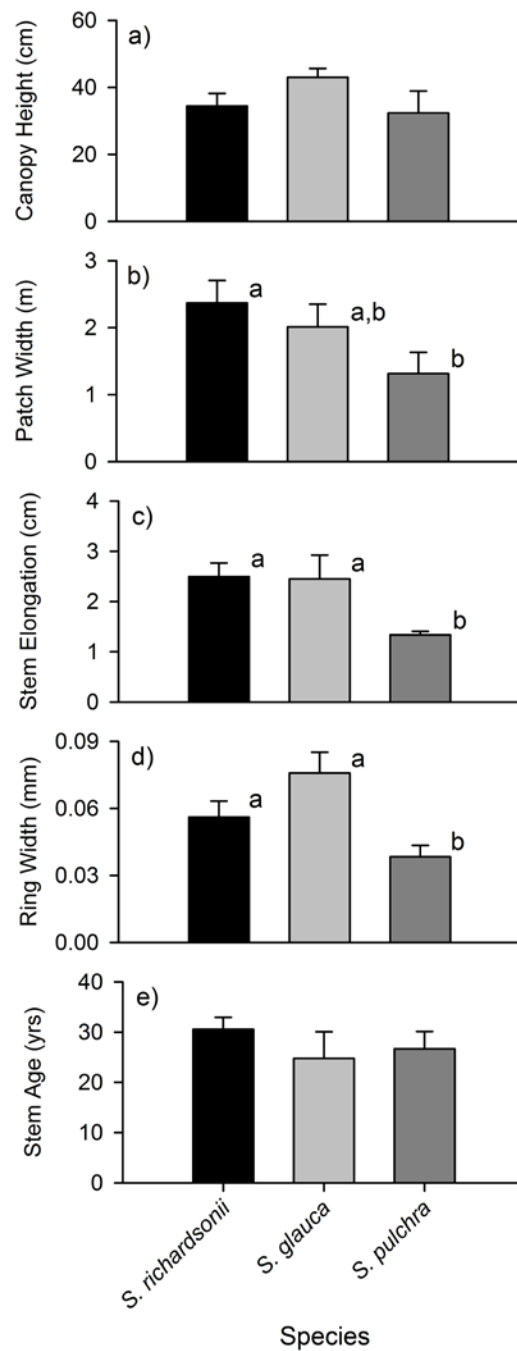 a)
Canopy Height (cm)
60
40
20
0
b)
Patch Width (m)
3
2
1
0
a
a,b
b
c)
Stem Elongation (cm)
4
3
2
1
0
a
a
b
d)
Ring Width (mm)
0.09
0.06
0.03
0.00
a
a
b
e)
Stem Age (yrs)
40
30
20
10
0
S. richardsonii
S. glauca
S. pulchra
Species